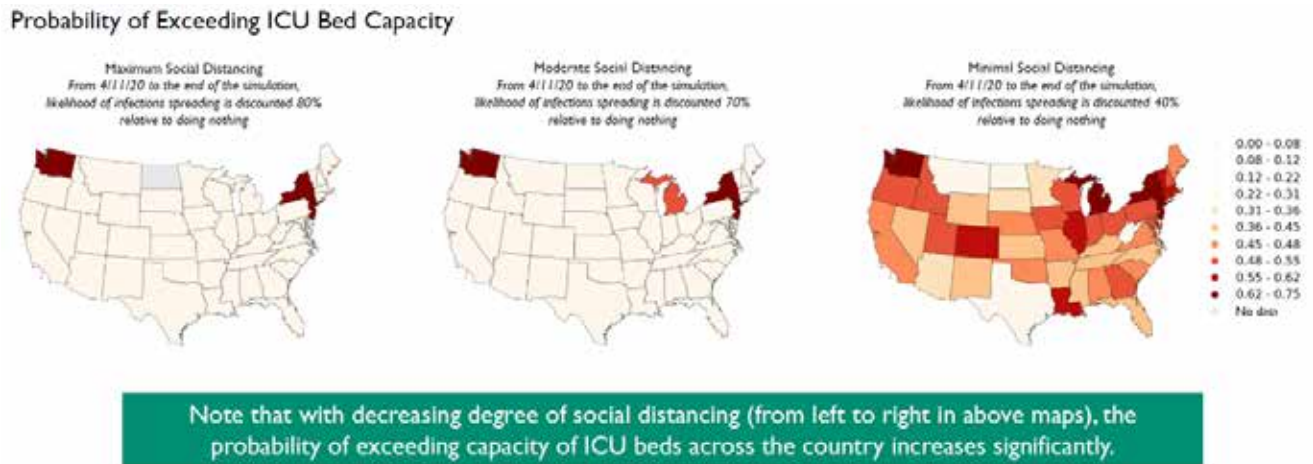 Probability of Exceeding ICU Bed Capacity
Maximum Social Distancing
From 4/11/20 to the end of the simulation,
likelihood of infections spreading is discounted 80%
relative to doing nothing
Moderate Social Distancing
From 4/11/20 to the end of the simulation,
likelihood of infections spreading is discounted 70%
relative to doing nothing
Minimal Social Distancing
From 4/11/20 to the end of the simulation,
likelihood of infections spreading is discounted 40%
relative to doing nothing
0.00 - 0.08
0.08 - 0.12
0.12 - 0.22
0.22 - 0.31
0.31 - 0.36
0.36 - 0.45
0.45 - 0.48
0.48 - 0.55
0.55 - 0.62
0.62 - 0.75
No data
Note that with decreasing degree of social distancing (from left to right in above maps), the
probability of exceeding capacity of ICU beds across the country increases significantly.